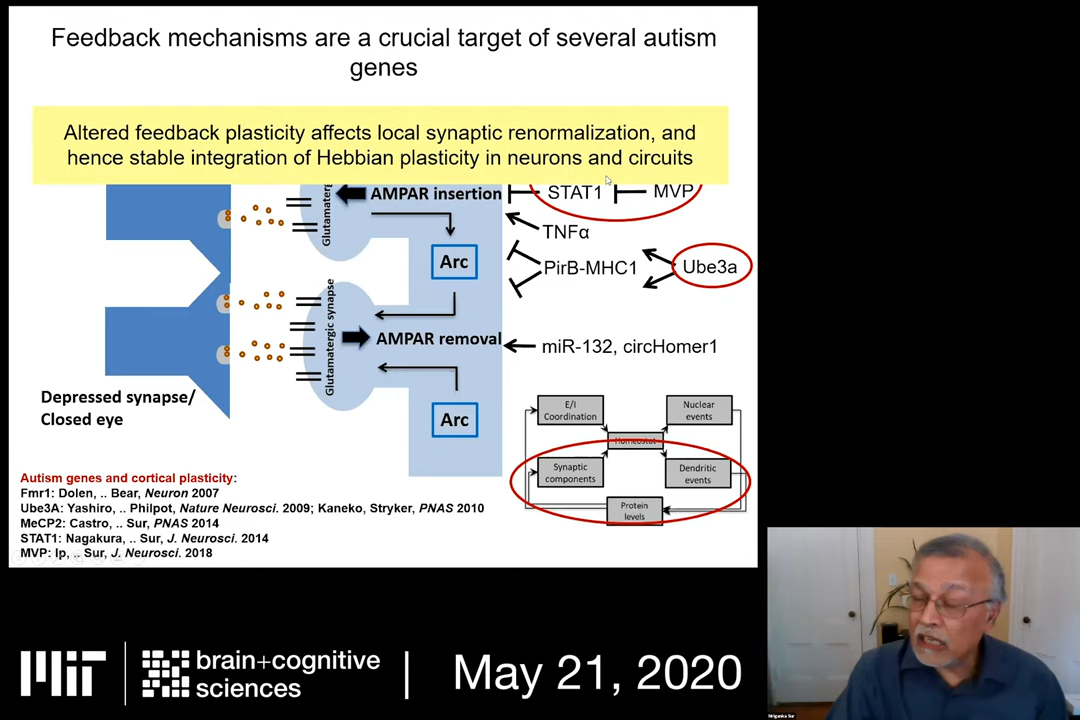 Feedback mechanisms are a crucial target of several autism
genes
Altered feedback plasticity affects local synaptic renormalization, and
hence stable integration of Hebbian plasticity in neurons and circuits
AMPAR insertion
STAT1
MVP
TNFα
Arc
PirB-MHC1
Ube3a
Glutamatergic synapse
AMPAR removal
miR-132, circHomer1
Depressed synapse/
Closed eye
Arc
E/I
Coordination
Nuclear
events
Homeostat
Synaptic
components
Dendritic
events
Protein
levels
Autism genes and cortical plasticity:
Fmr1: Dolen, .. Bear, Neuron 2007
Ube3A: Yashiro, .. Philpot, Nature Neurosci. 2009; Kaneko, Stryker, PNAS 2010
MeCP2: Castro, .. Sur, PNAS 2014
STAT1: Nagakura, .. Sur, J. Neurosci. 2014
MVP: Ip, .. Sur, J. Neurosci. 2018
MIT
brain+cognitive
sciences
May 21, 2020
Mriganka Sur